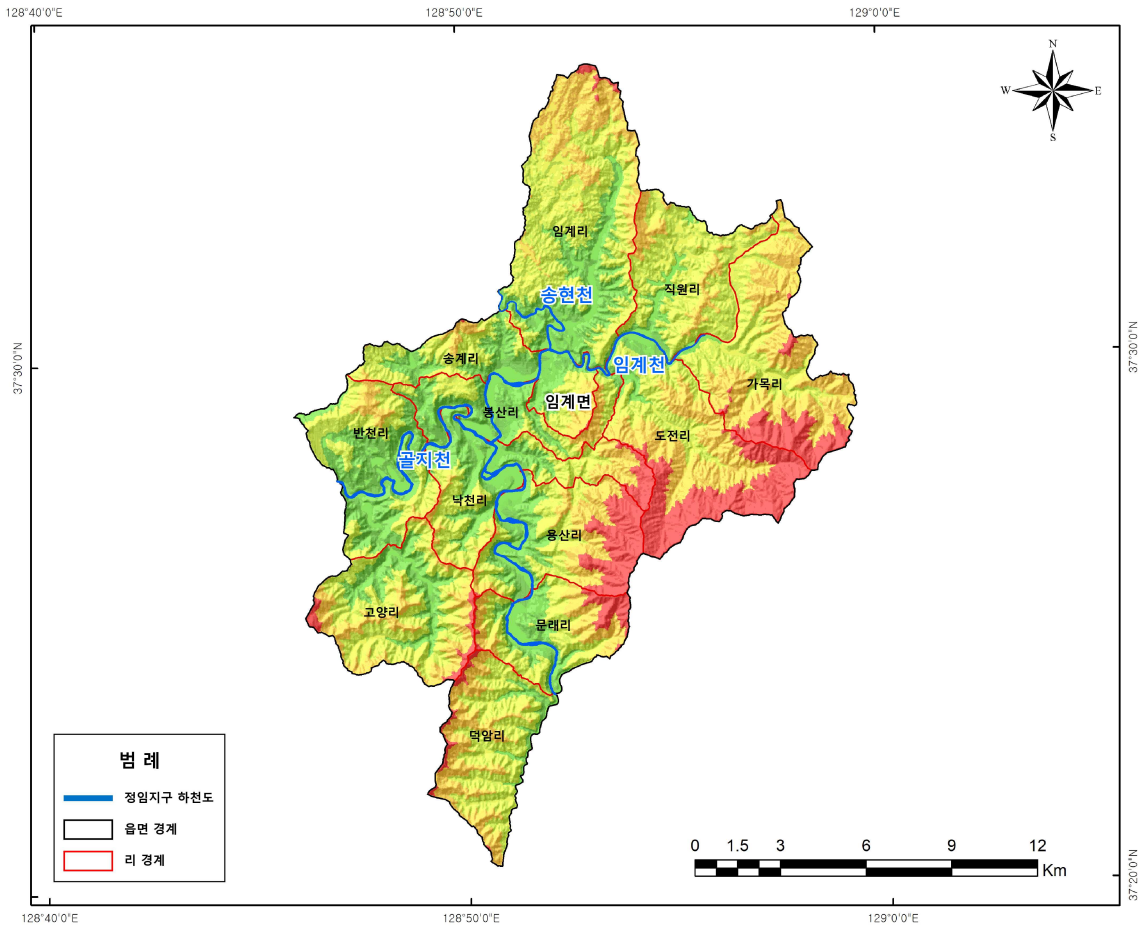 128°40'0"E
128°50'0"E
129°0'0"E
N
W
E
S
임계리
직원리
송현천
37°30'0"N
37°30'0"N
송계리
임계천
가목리
임계면
봉산리
반천리
도전리
골지천
낙천리
용산리
고양리
문래리
덕암리
범 례
정임지구 하천도
읍면 경계
리 경계
0 1.5 3 6 9 12
Km
37°20'0"N
128°40'0"E
128°50'0"E
129°0'0"E